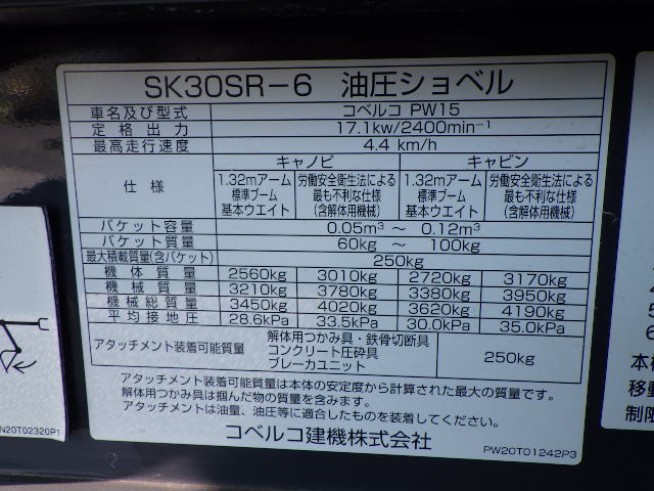 SK30SR-6 油圧ショベル
車名及び型式 コベルコ PW15
定格出力 17.1kw/2400min⁻¹
最高走行速度 4.4 km/h
仕様 キャノピ キャビン
1.32mアーム 労働安全衛生法による 1.32mアーム 労働安全衛生法による
標準ブーム 最も不利な仕様 標準ブーム 最も不利な仕様
基本ウエイト (含解体用機械) 基本ウエイト (含解体用機械)
バケット容量 0.05m³ ～ 0.12m³
バケット質量 60kg ～ 100kg
最大積載質量(含バケット) 250kg
機体質量 2560kg 3010kg 2720kg 3170kg
機械質量 3210kg 3780kg 3380kg 3950kg
機械総質量 3450kg 4020kg 3620kg 4190kg
平均接地圧 28.6kPa 33.5kPa 30.0kPa 35.0kPa
アタッチメント装着可能質量 解体用つかみ具・鉄骨切断具 250kg
コンクリート圧砕具
ブレーカユニット
アタッチメント装着可能質量は本体の安定度から計算された最大の質量です。
解体用つかみ具は掴んだ物の質量を含みます。
アタッチメントは油量、油圧等に適合したものを装着してください。
コベルコ建機株式会社
PW20T01242P3
N20T02320P1
5
6
本機
移動
制限